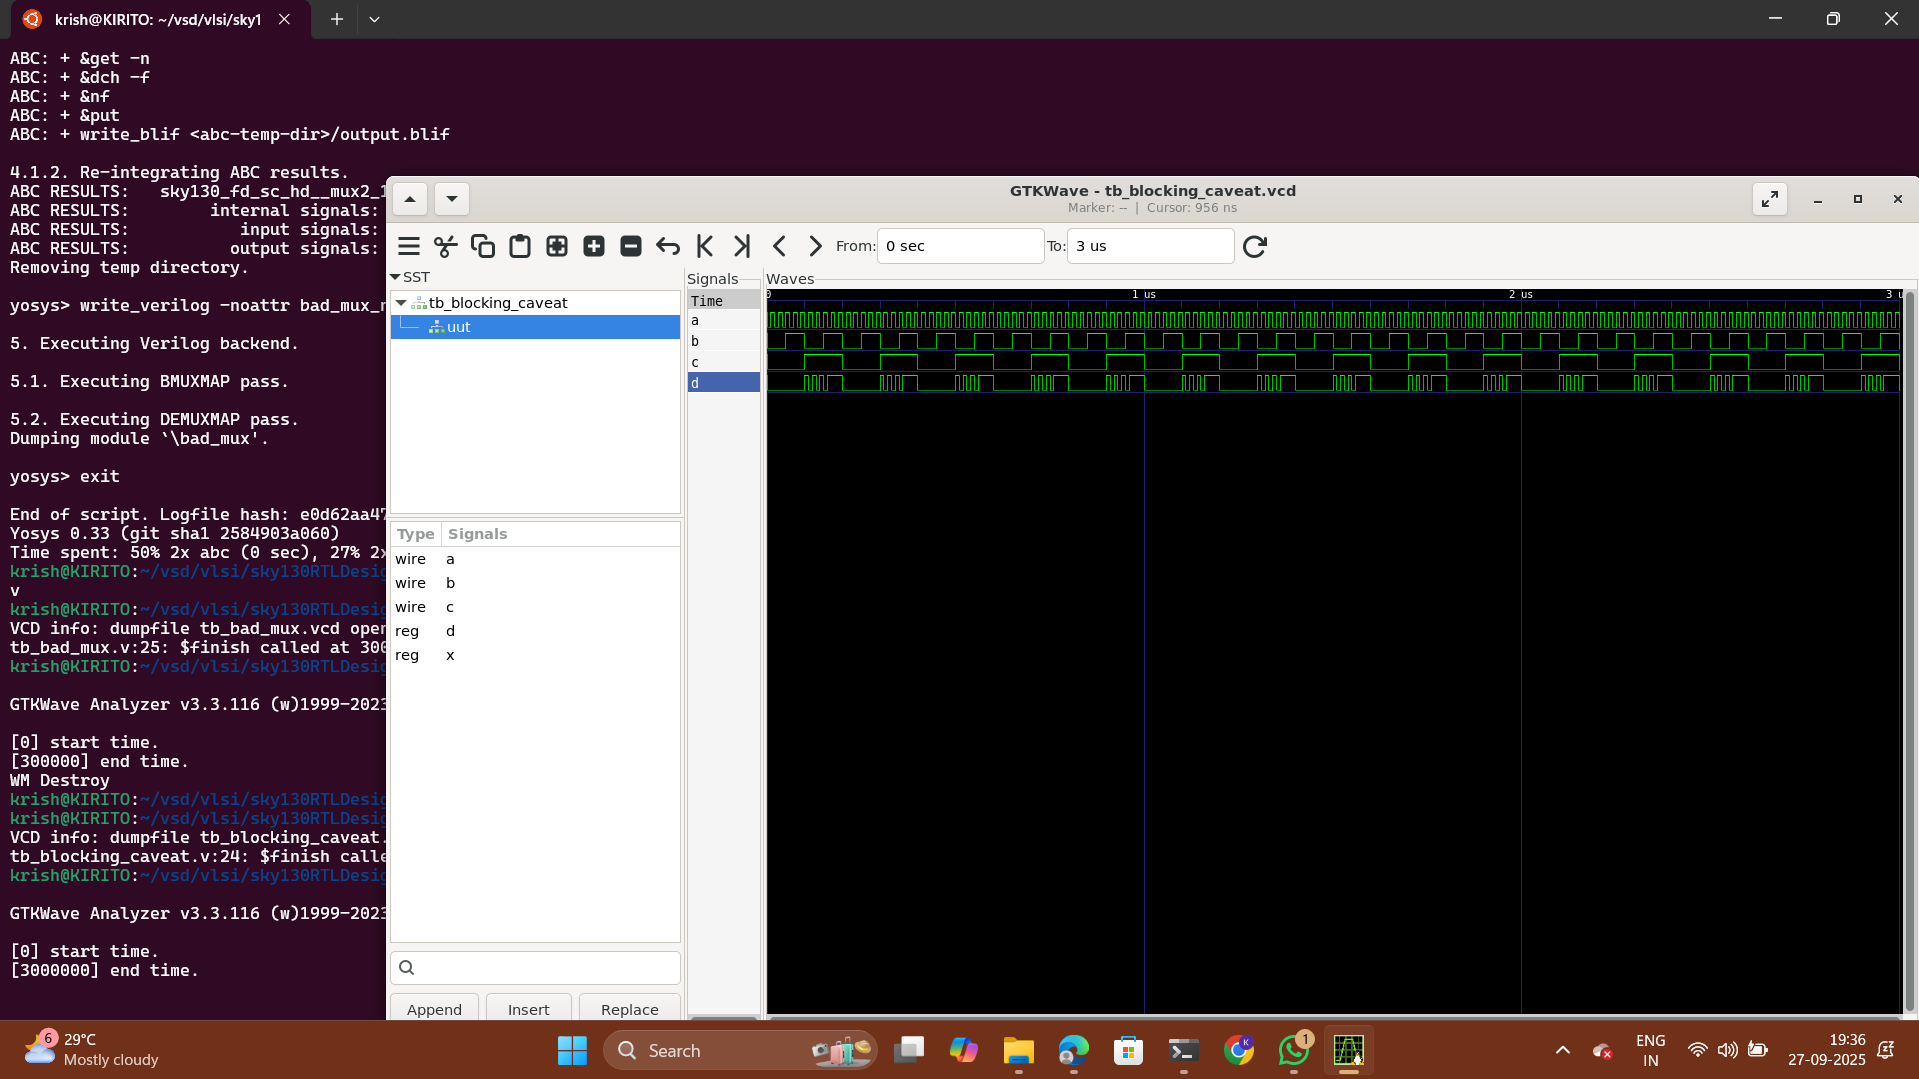 krish@KIRITO: ~/vsd/vlsi/sky1
ABC: + &get -n
ABC: + &dch -f
ABC: + &nf
ABC: + &put
ABC: + write_blif <abc-temp-dir>/output.blif
4.1.2. Re-integrating ABC results.
ABC RESULTS:   sky130_fd_sc_hd__mux2_1
ABC RESULTS:        internal signals:
ABC RESULTS:           input signals:
ABC RESULTS:          output signals:
Removing temp directory.
yosys> write_verilog -noattr bad_mux_n
5. Executing Verilog backend.
5.1. Executing BMUXMAP pass.
5.2. Executing DEMUXMAP pass.
Dumping module `\bad_mux'.
yosys> exit
End of script. Logfile hash: e0d62aa47
Yosys 0.33 (git sha1 2584903a060)
Time spent: 50% 2x abc (0 sec), 27% 2x
krish@KIRITO:~/vsd/vlsi/sky130RTLDesig
v
krish@KIRITO:~/vsd/vlsi/sky130RTLDesig
VCD info: dumpfile tb_bad_mux.vcd open
tb_bad_mux.v:25: $finish called at 300
krish@KIRITO:~/vsd/vlsi/sky130RTLDesig
GTKWave Analyzer v3.3.116 (w)1999-2023
[0] start time.
[300000] end time.
WM Destroy
krish@KIRITO:~/vsd/vlsi/sky130RTLDesig
krish@KIRITO:~/vsd/vlsi/sky130RTLDesig
VCD info: dumpfile tb_blocking_caveat.
tb_blocking_caveat.v:24: $finish calle
krish@KIRITO:~/vsd/vlsi/sky130RTLDesig
GTKWave Analyzer v3.3.116 (w)1999-2023
[0] start time.
[3000000] end time.
GTKWave - tb_blocking_caveat.vcd
Marker: -- | Cursor: 956 ns
From: 0 sec To: 3 us
SST
tb_blocking_caveat
uut
Type Signals
wire a
wire b
wire c
reg d
reg x
Append Insert Replace
Signals
Time
a
b
c
d
Waves
0 1 us 2 us 3 u
6
29°C
Mostly cloudy
Search
K
1
ENG
IN
19:36
27-09-2025